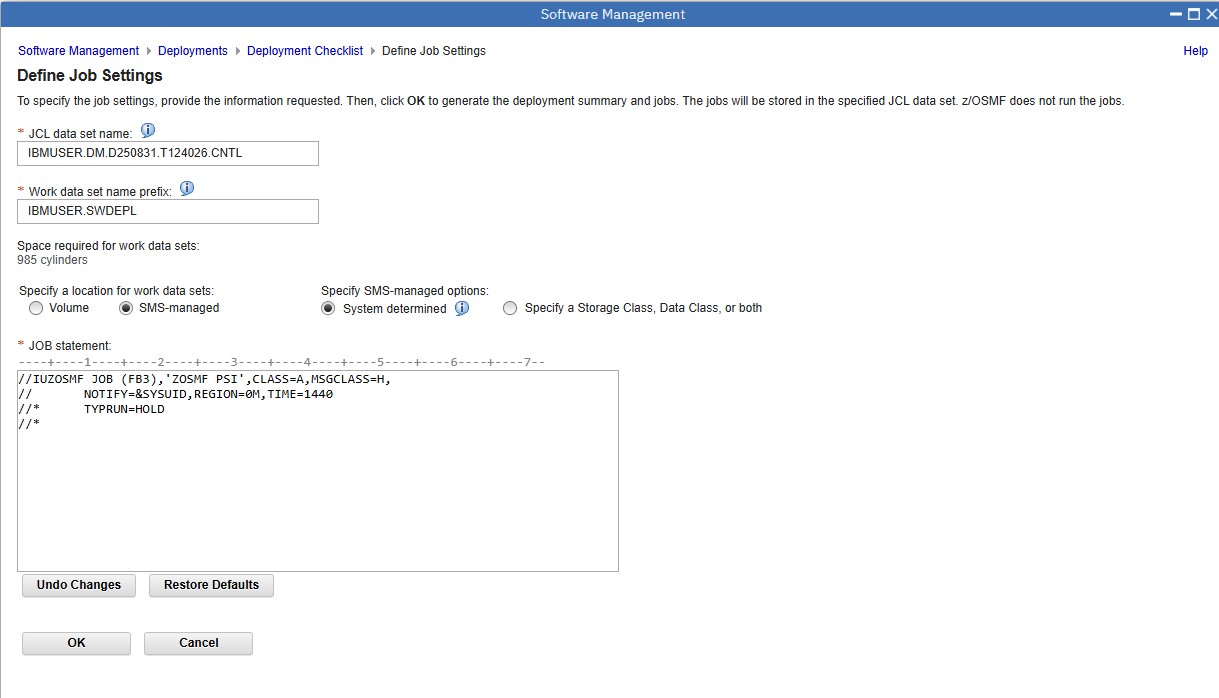 Software Management
Software Management Deployments Deployment Checklist Define Job Settings Help
Define Job Settings
To specify the job settings, provide the information requested. Then, click OK to generate the deployment summary and jobs. The jobs will be stored in the specified JCL data set. z/OSMF does not run the jobs.
* JCL data set name:
IBMUSER.DM.D250831.T124026.CNTL
* Work data set name prefix:
IBMUSER.SWDEPL
Space required for work data sets:
985 cylinders
Specify a location for work data sets: Specify SMS-managed options:
Volume SMS-managed System determined Specify a Storage Class, Data Class, or both
* JOB statement:
----+----1----+----2----+----3----+----4----+----5----+----6----+----7--
//IUZOSMF JOB (FB3),'ZOSMF PSI',CLASS=A,MSGCLASS=H,
//       NOTIFY=&SYSUID,REGION=0M,TIME=1440
//*      TYPRUN=HOLD
//*
Undo Changes Restore Defaults
OK Cancel